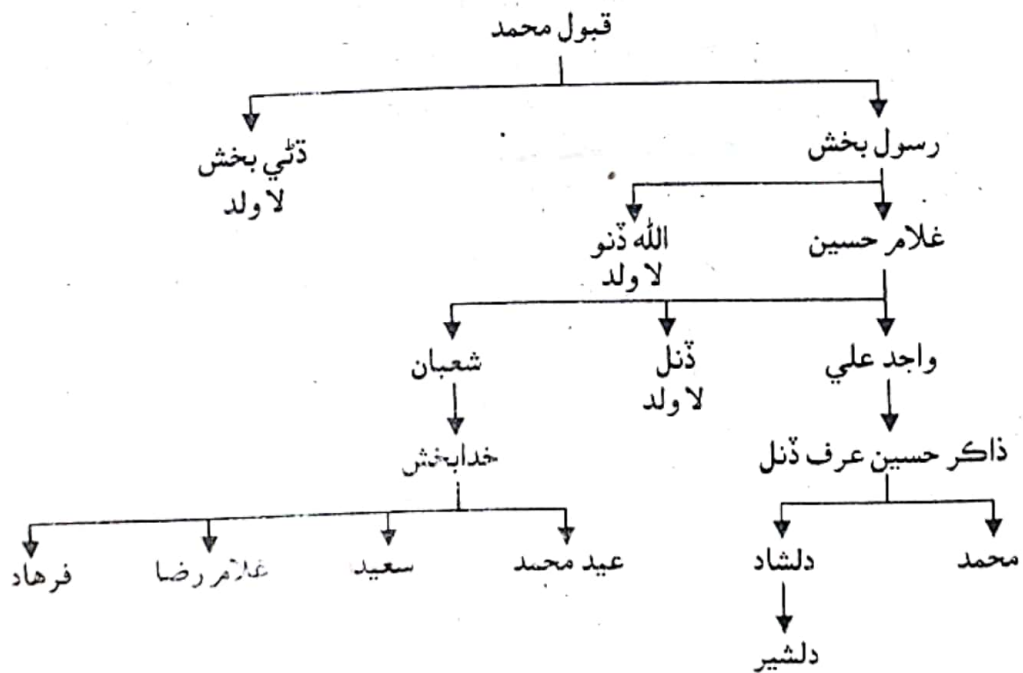 قبول محمد
رسول بخش
ڌڻي بخش
لا ولد
غلام حسين
الله ڏنو
لا ولد
واجد علي
ڏنل
لا ولد
شعبان
ذاڪر حسين عرف ڏنل
خدابخش
محمد
دلشاد
عيد محمد
سعيد
غلام رضا
فرهاد
دلشير